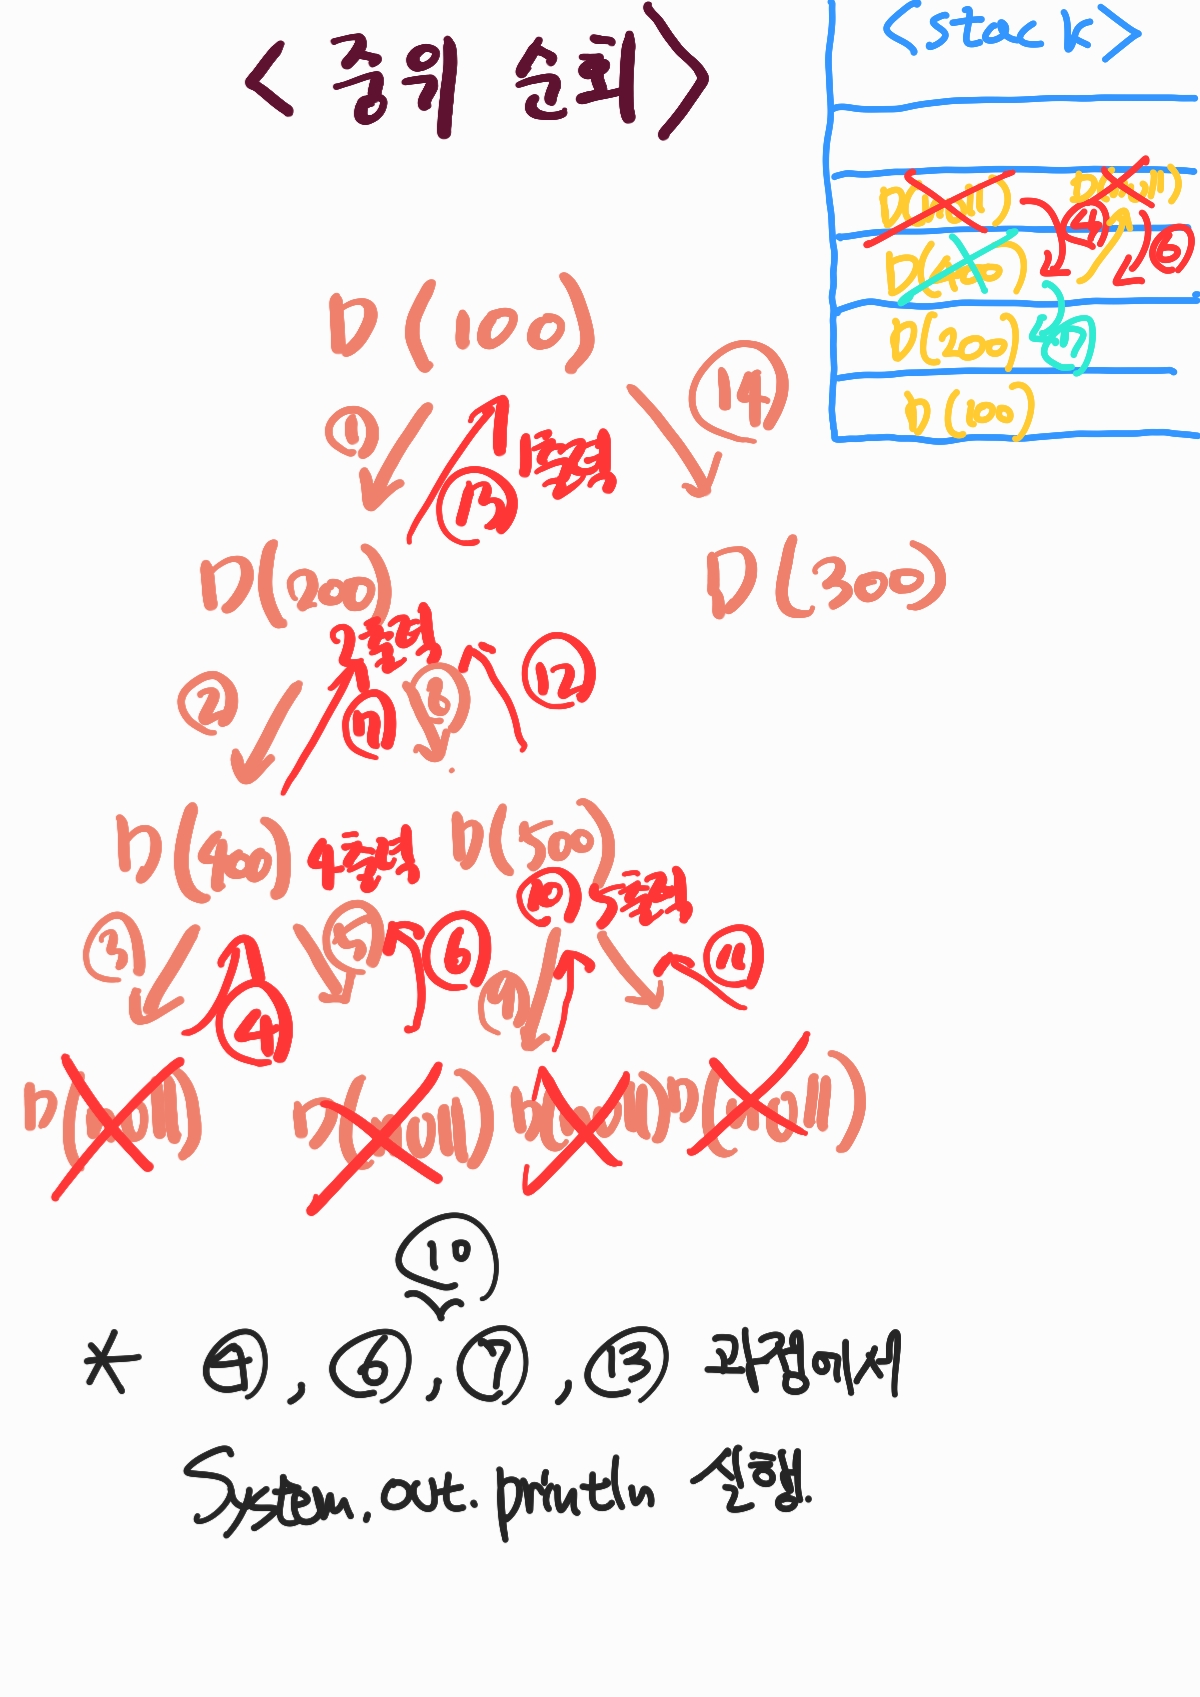 <중위 순회>
<stack>
D(null) D(null)
④ ⑥
D(400)
D(200) ⑦
D(100)
D(100)
① ⑬ 1출력 ⑭
D(200) D(300)
2출력
② ⑦ ⑧ ⑫
D(400) 4출력 D(500)
⑩ 5출력
③ ④ ⑤ ⑥ ⑨ ⑪
D(null) D(null) D(null) D(null)
⑩
* ④, ⑥, ⑦, ⑬ 과정에서
System.out.println 실행.